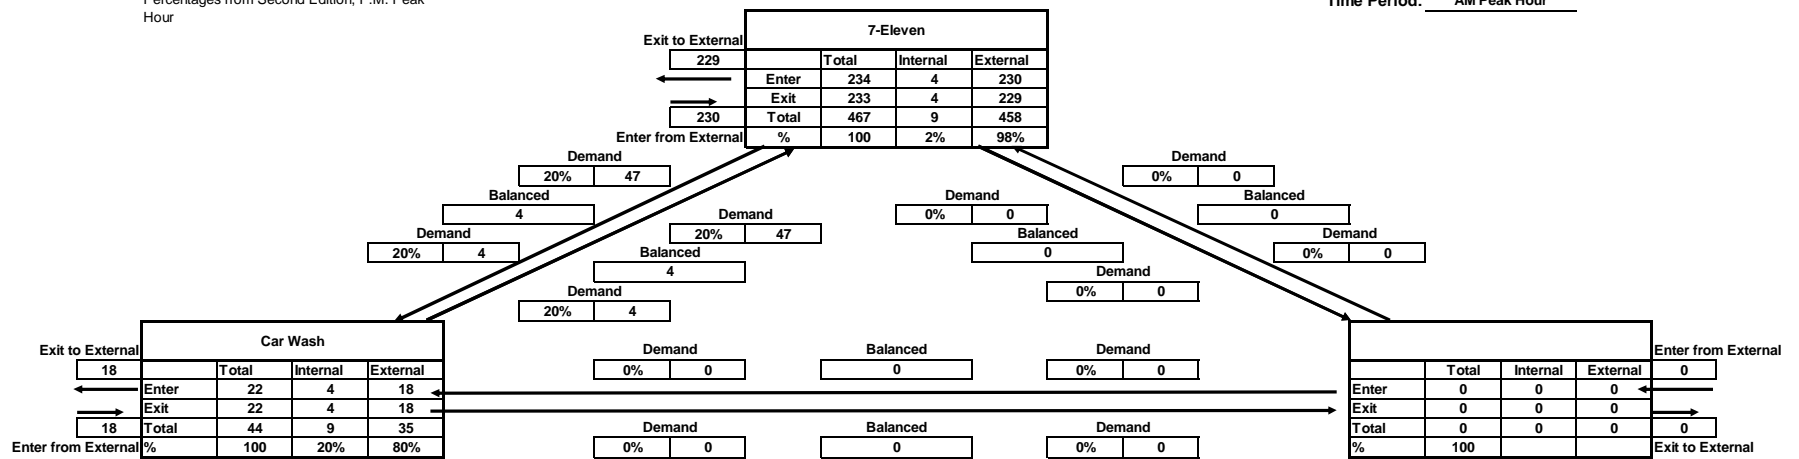 Percentages from Second Edition, P.M. Peak
Hour
Time Period: AM Peak Hour
7-Eleven
Exit to External
229
Total Internal External
Enter 234 4 230
Exit 233 4 229
230
Total 467 9 458
Enter from External
% 100 2% 98%
Demand
20% 47
Balanced
4
Demand
20% 4
Demand
20% 47
Balanced
4
Demand
20% 4
Demand
0% 0
Balanced
0
Demand
0% 0
Demand
0% 0
Balanced
0
Demand
0% 0
Car Wash
Exit to External
18
Total Internal External
Enter 22 4 18
Exit 22 4 18
18
Total 44 9 35
Enter from External
% 100 20% 80%
Demand Balanced Demand
0% 0 0 0% 0
Demand Balanced Demand
0% 0 0 0% 0
Enter from External
Total Internal External
0
Enter 0 0 0
Exit 0 0 0
Total 0 0 0
0
% 100
Exit to External